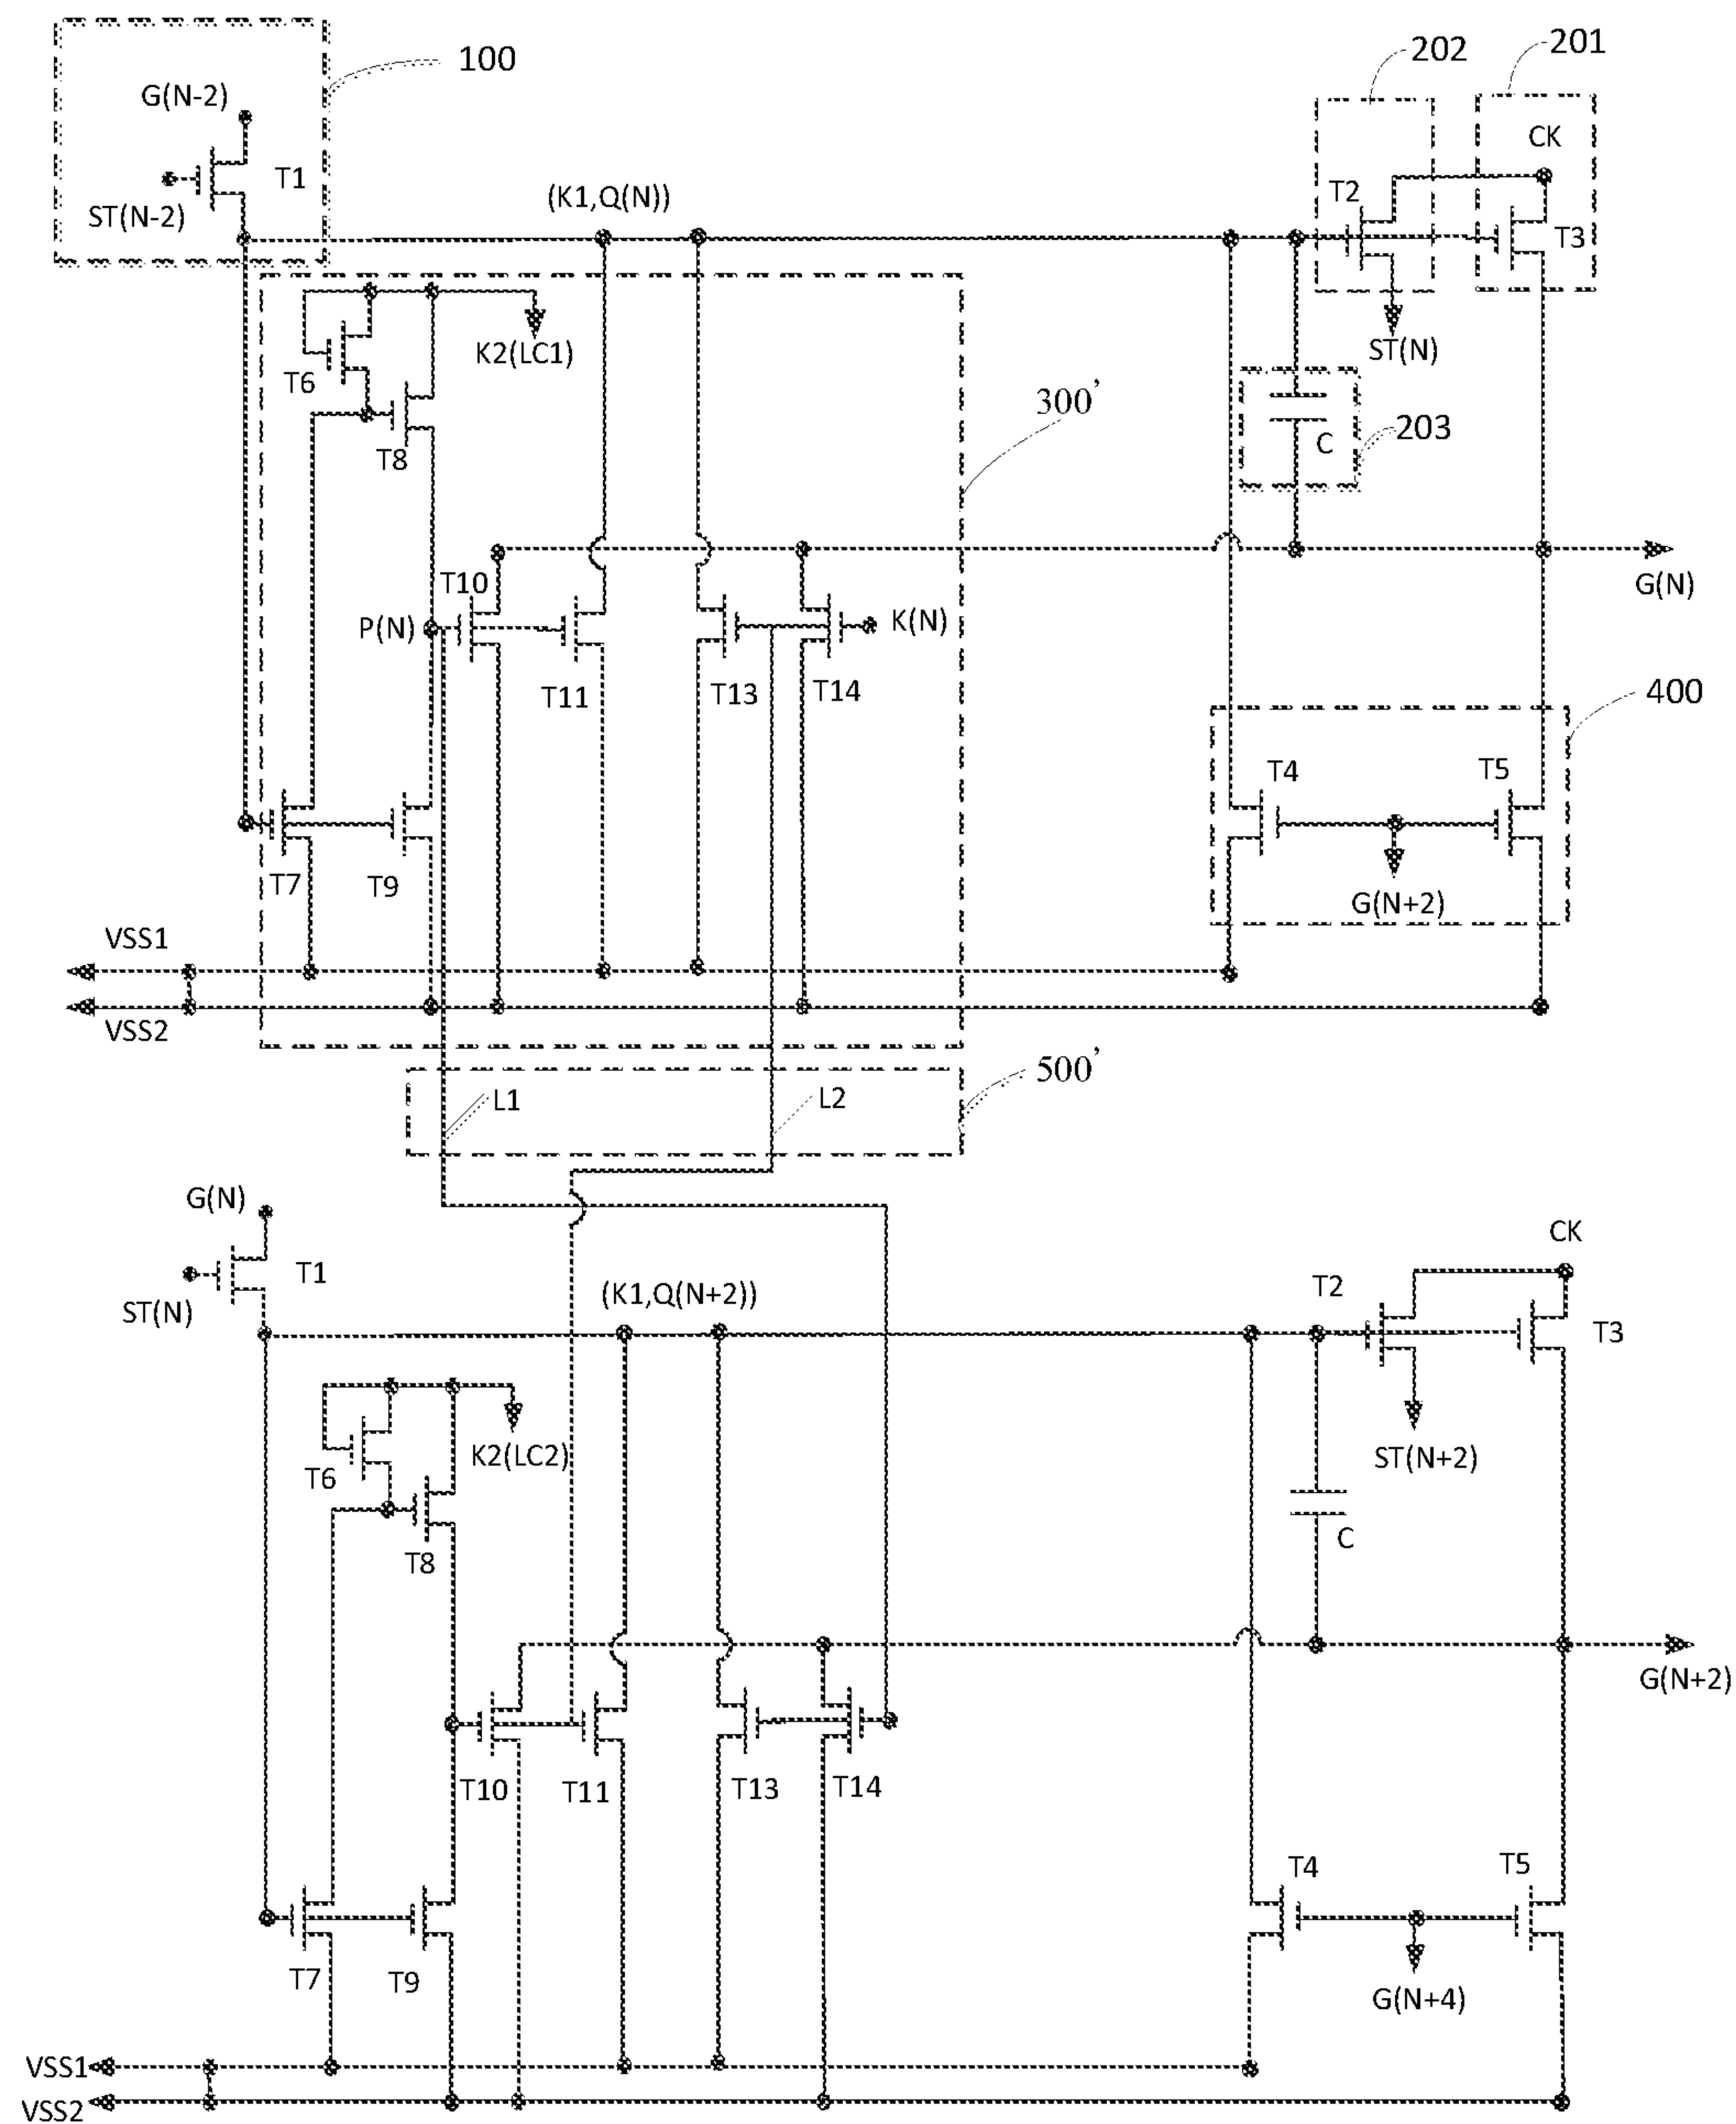 100
202
201
G(N-2)
CK
T1
T2
ST(N-2)
(K1,Q(N))
T3
K2(LC1)
ST(N)
T6
300'
203
T8
C
T10
G(N)
P(N)
K(N)
T11
T13
T14
400
T4
T5
T7
T9
G(N+2)
VSS1
VSS2
500'
L1
L2
G(N)
CK
T1
T2
(K1,Q(N+2))
ST(N)
T3
K2(LC2)
ST(N+2)
T6
C
T8
G(N+2)
T10
T11
T13
T14
T4
T5
T7
T9
G(N+4)
VSS1
VSS2